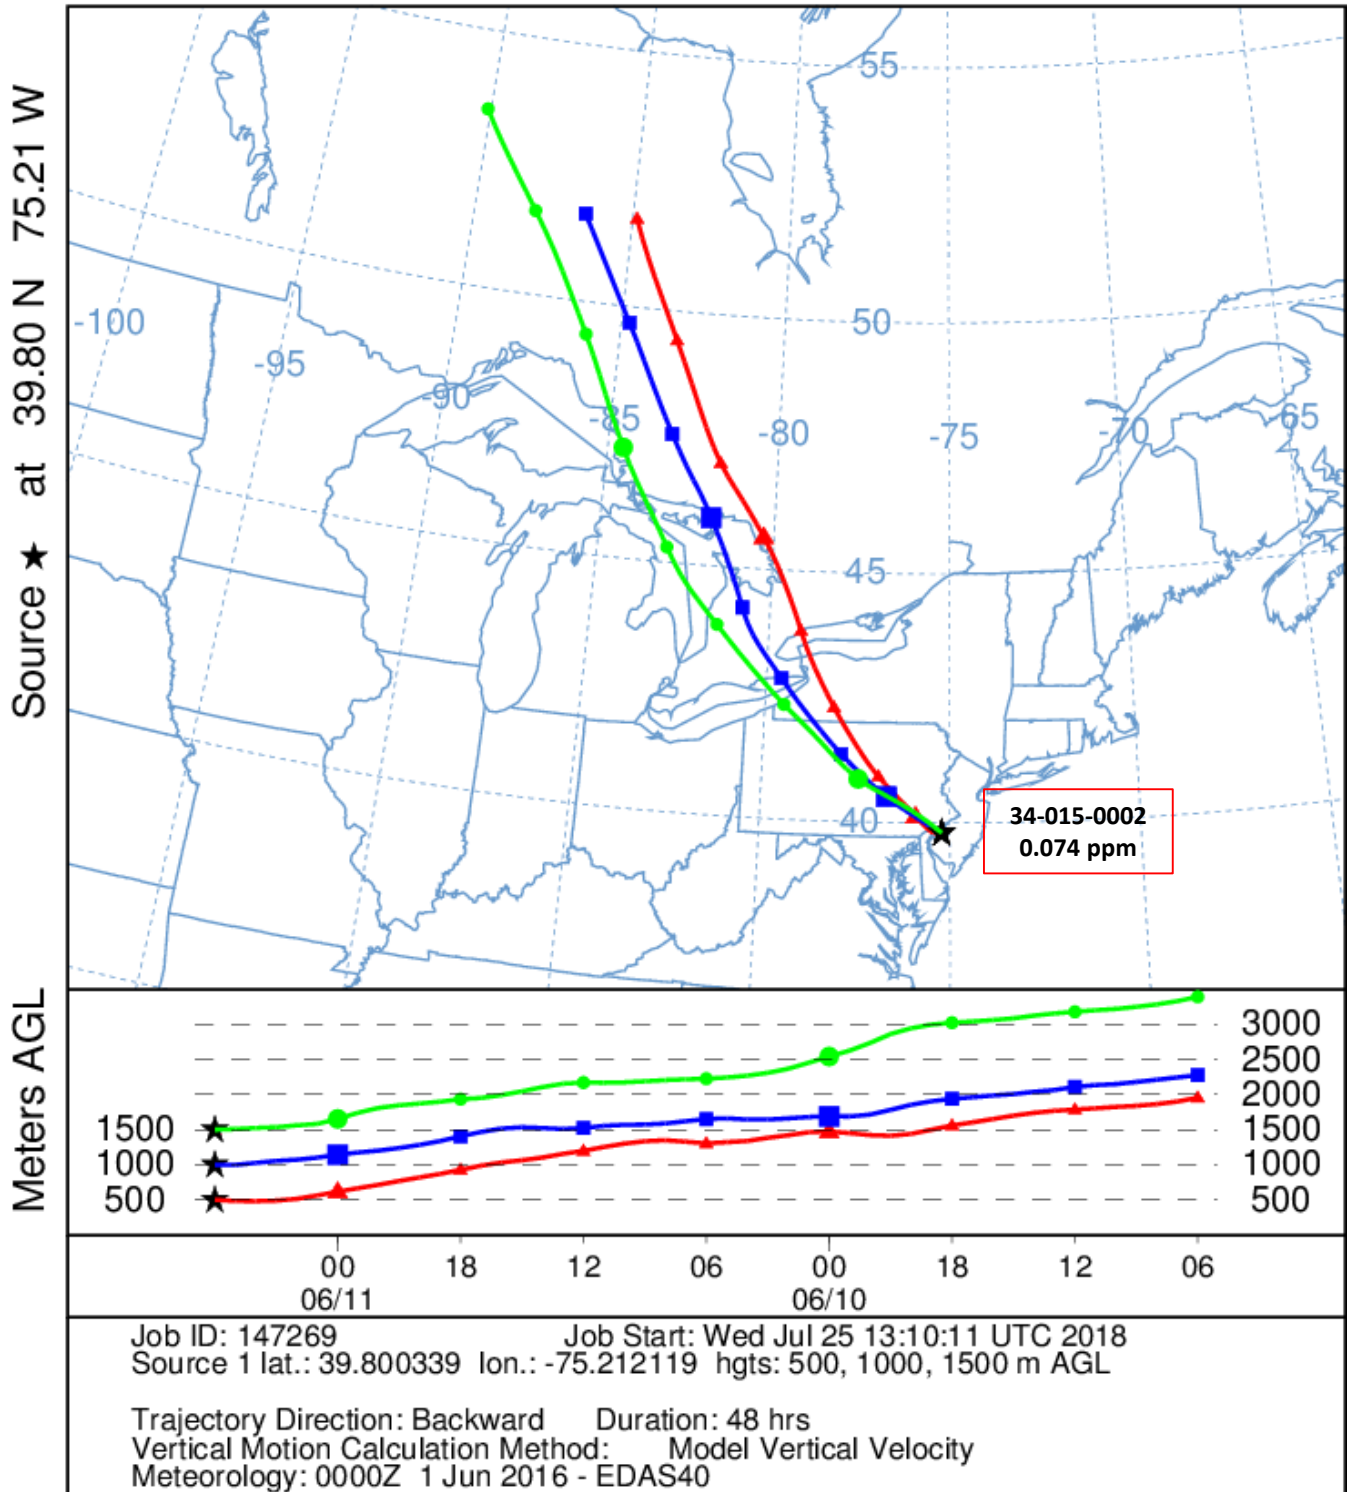 Source ★ at 39.80 N 75.21 W
55
-100
50
-95
-90
-85
-80
-75
-70
65
45
40
34-015-0002
0.074 ppm
Meters AGL
3000
2500
2000
1500 1500
1000 1000
500 500
00 18 12 06 00 18 12 06
06/11 06/10
Job ID: 147269 Job Start: Wed Jul 25 13:10:11 UTC 2018
Source 1 lat.: 39.800339 lon.: -75.212119 hgts: 500, 1000, 1500 m AGL
Trajectory Direction: Backward Duration: 48 hrs
Vertical Motion Calculation Method: Model Vertical Velocity
Meteorology: 0000Z 1 Jun 2016 - EDAS40